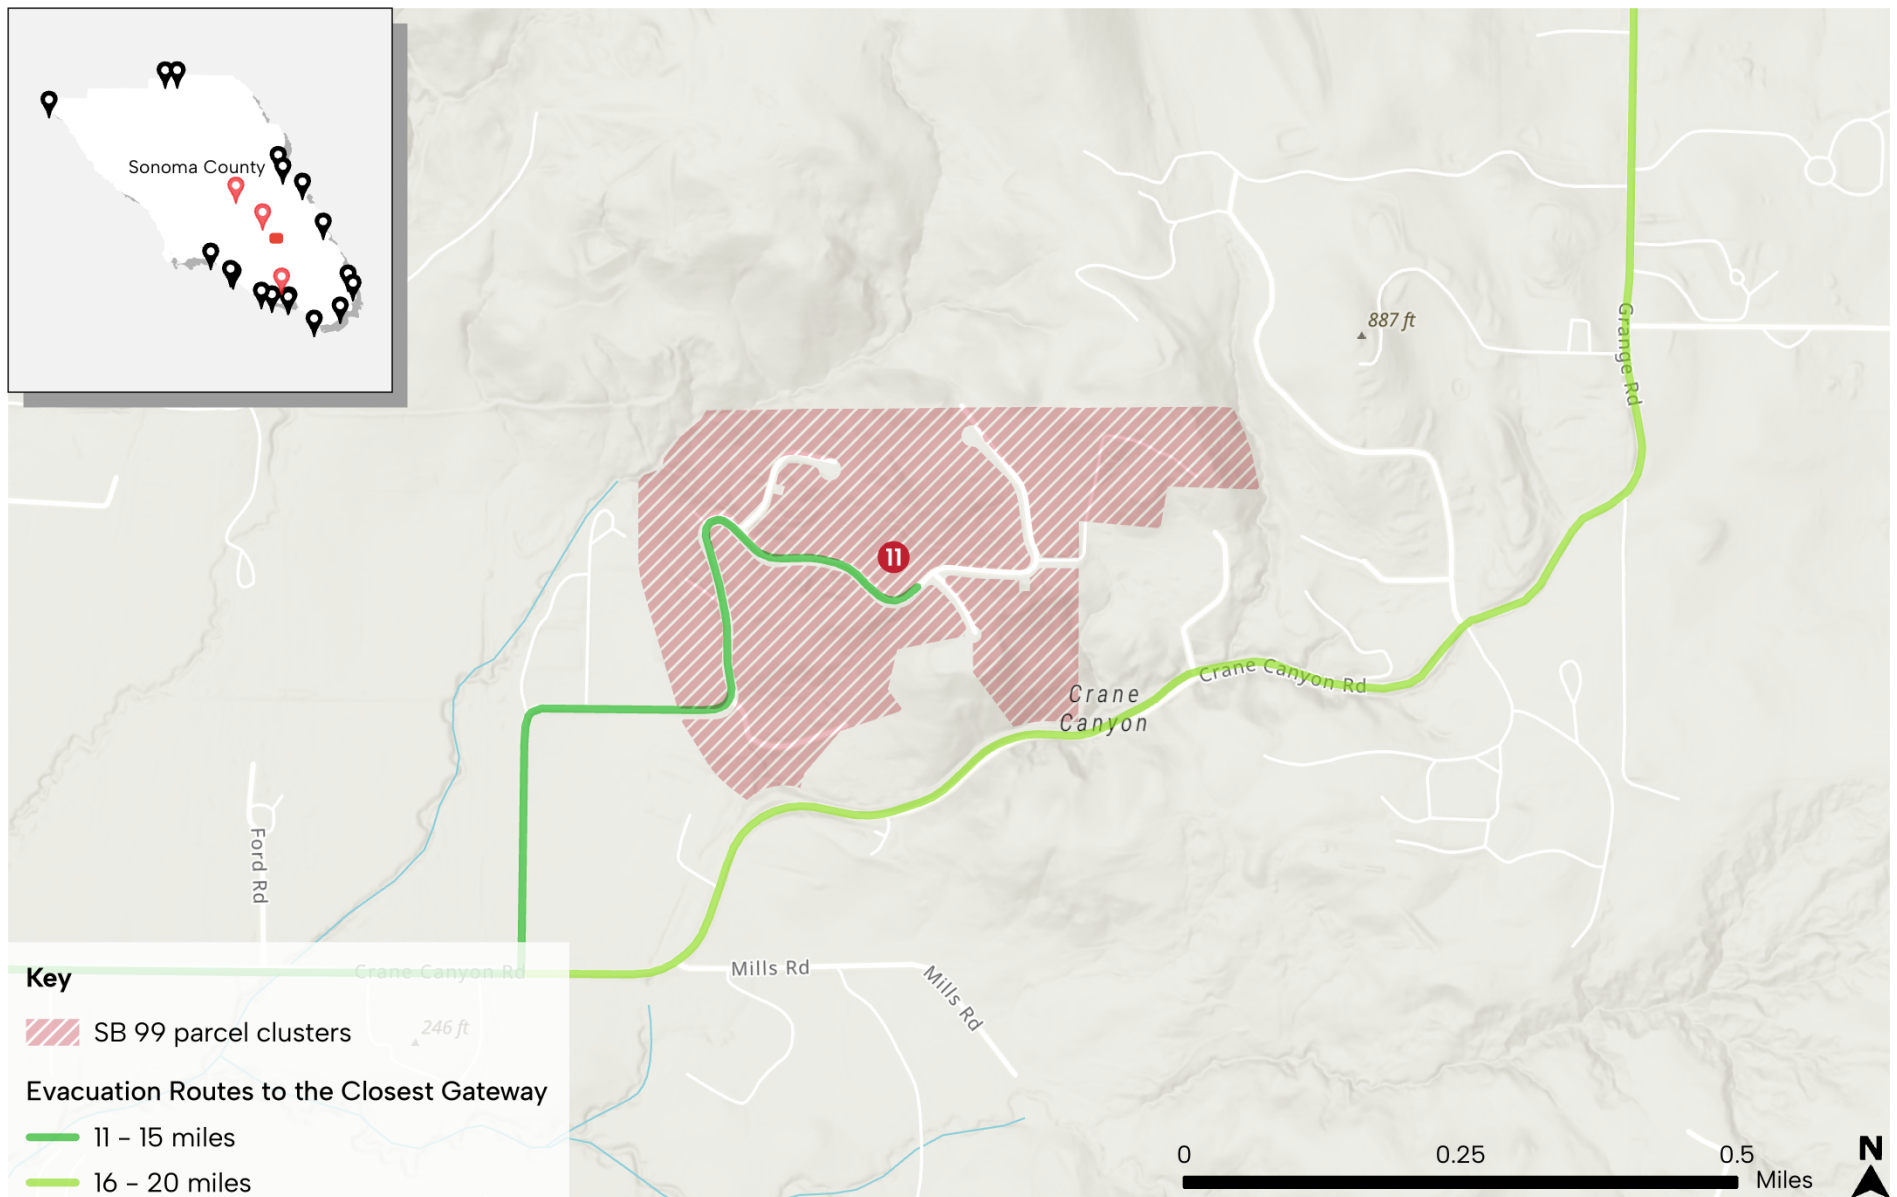 Sonoma County
887 ft
Grange Rd
11
Crane Canyon Rd
Crane
Canyon
Ford Rd
Crane Canyon Rd
Mills Rd
Mills Rd
246 ft
Key
SB 99 parcel clusters
Evacuation Routes to the Closest Gateway
11 - 15 miles
16 - 20 miles
0
0.25
0.5
Miles
N